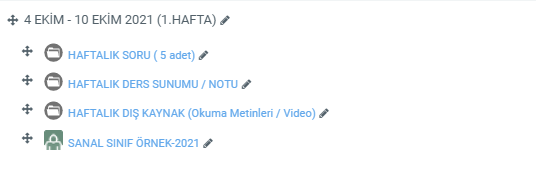 4 EKİM - 10 EKİM 2021 (1.HAFTA)
HAFTALIK SORU ( 5 adet)
HAFTALIK DERS SUNUMU / NOTU
HAFTALIK DIŞ KAYNAK (Okuma Metinleri / Video)
SANAL SINIF ÖRNEK-2021